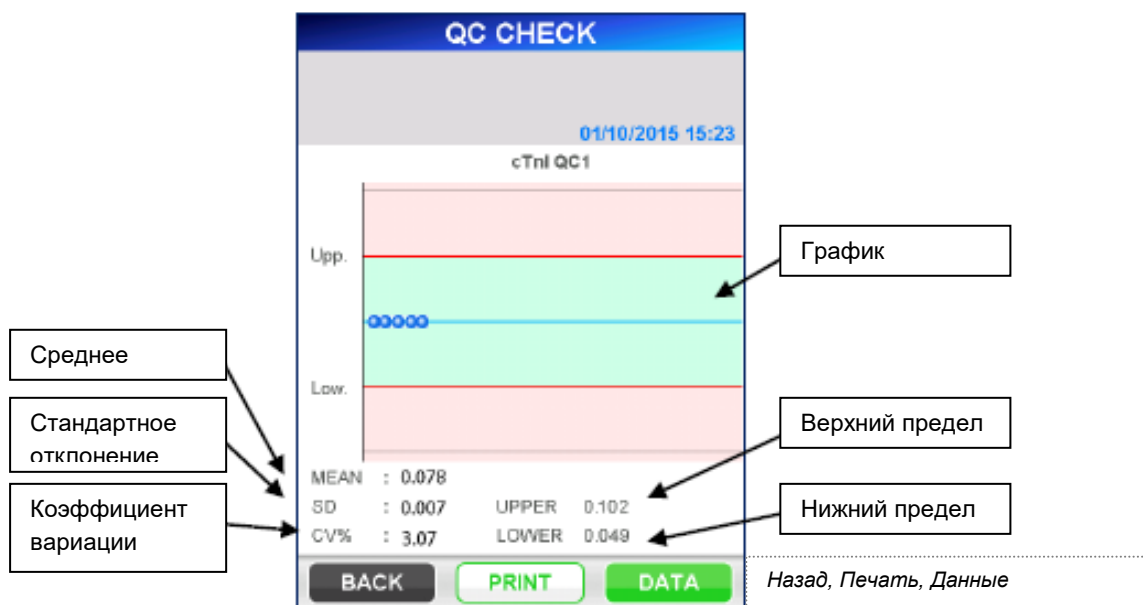 QC CHECK
01/10/2015 15:23
cTnI QC1
Upp.
График
Среднее
Low.
Стандартное
отклонение
Верхний предел
MEAN : 0.078
SD : 0.007 UPPER 0.102
Коэффициент
вариации
Нижний предел
CV% : 3.07 LOWER 0.049
BACK PRINT DATA
Назад, Печать, Данные